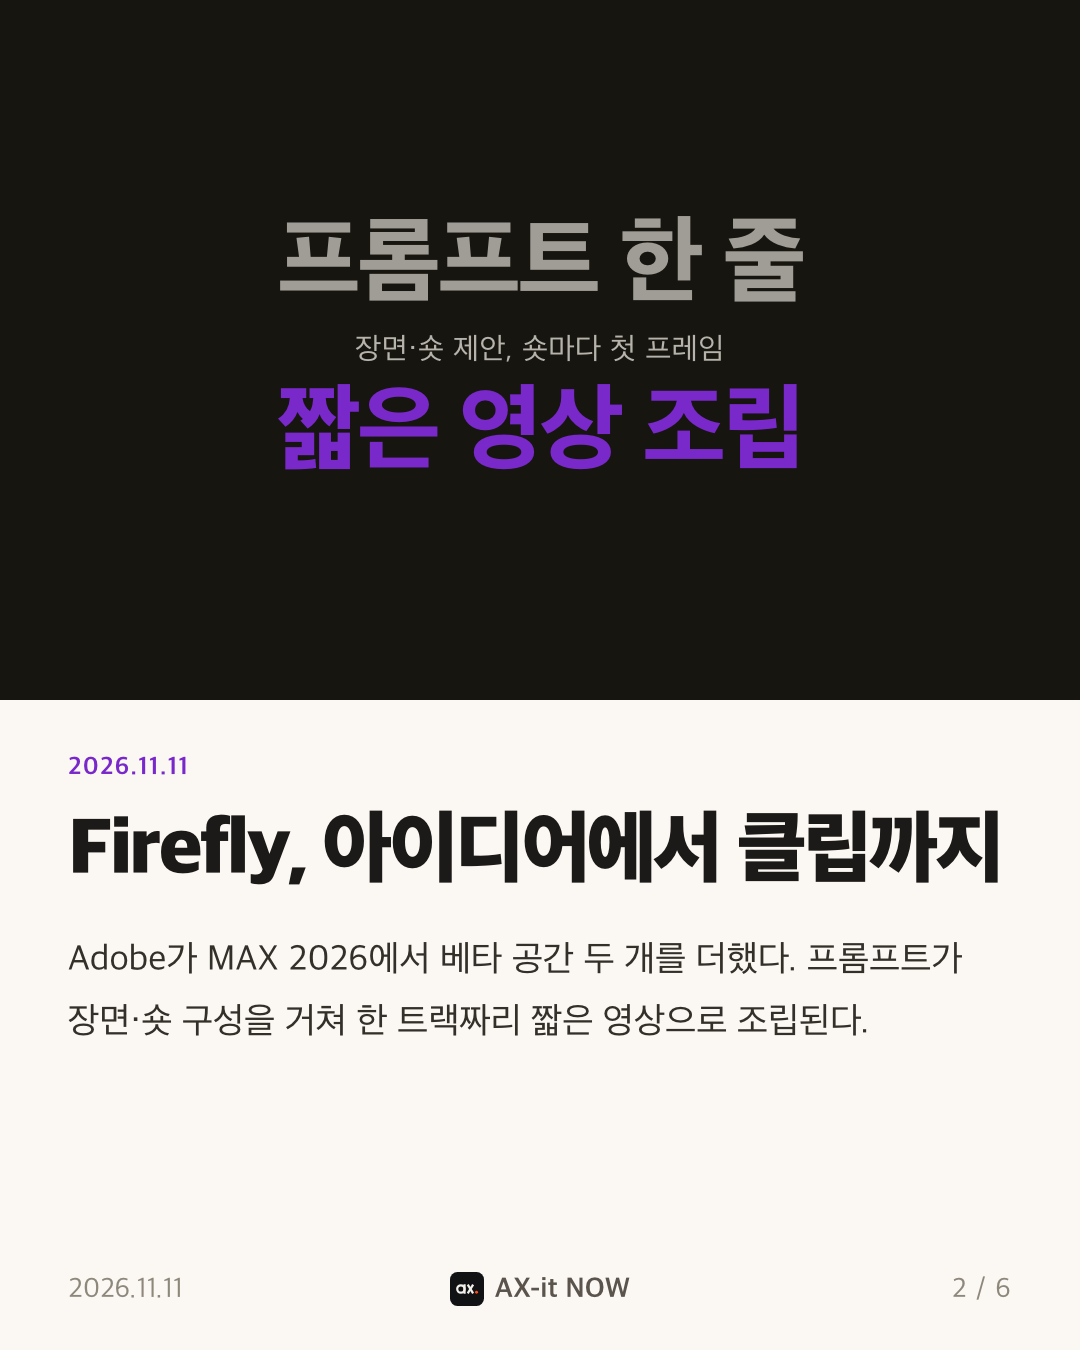 프롬프트 한 줄
장면·숏 제안, 숏마다 첫 프레임
짧은 영상 조립
2026.11.11
Firefly, 아이디어에서 클립까지
Adobe가 MAX 2026에서 베타 공간 두 개를 더했다. 프롬프트가
장면·숏 구성을 거쳐 한 트랙짜리 짧은 영상으로 조립된다.
2026.11.11
ax. AX-it NOW
2 / 6